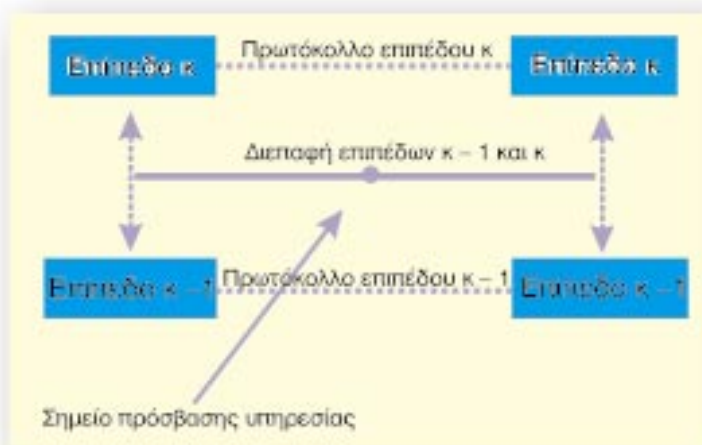 Πρωτόκολλο επιπέδου κ
Επίπεδο κ
Επίπεδο κ
Διεπαφή επιπέδων κ – 1 και κ
Πρωτόκολλο επιπέδου κ – 1
Επίπεδο κ – 1
Επίπεδο κ – 1
Σημείο πρόσβασης υπηρεσίας